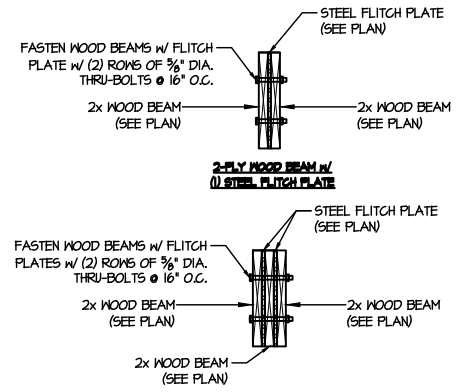 STEEL FLITCH PLATE
(SEE PLAN)
FASTEN WOOD BEAMS w/ FLITCH
PLATE w/ (2) ROWS OF 5/8" DIA.
THRU-BOLTS @ 16" O.C.
2x WOOD BEAM
(SEE PLAN)
2x WOOD BEAM
(SEE PLAN)
2-PLY WOOD BEAM w/
(1) STEEL FLITCH PLATE
STEEL FLITCH PLATE
(SEE PLAN)
FASTEN WOOD BEAMS w/ FLITCH
PLATES w/ (2) ROWS OF 5/8" DIA.
THRU-BOLTS @ 16" O.C.
2x WOOD BEAM
(SEE PLAN)
2x WOOD BEAM
(SEE PLAN)
2x WOOD BEAM
(SEE PLAN)